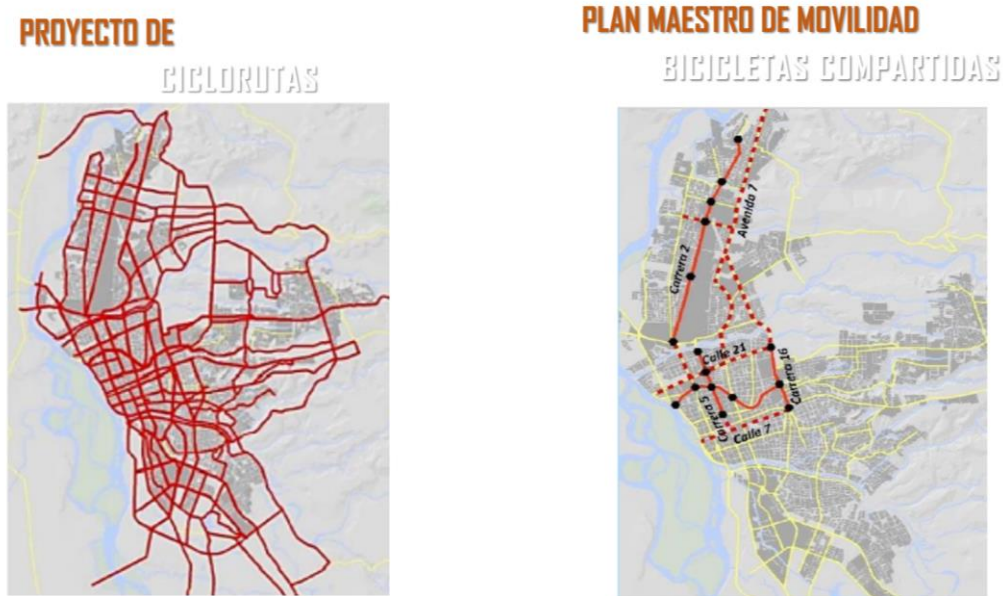 PROYECTO DE
CICLORUTAS
PLAN MAESTRO DE MOVILIDAD
BICICLETAS COMPARTIDAS
Avenida 7
Carrera 2
Calle 21
Carrera 16
Carrera 5
Calle 7